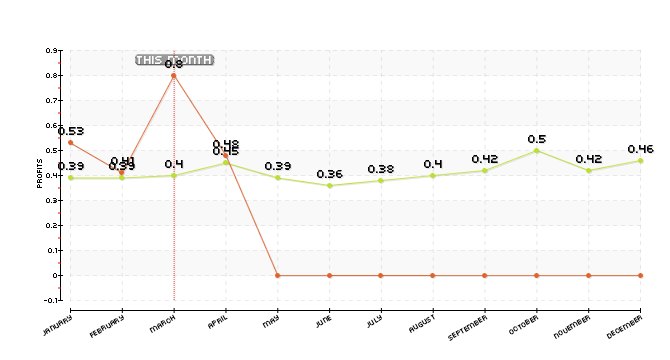 0.9
THIS MONTH
0.8
0.8
0.7
0.6
0.53
0.5
0.5
0.48
0.45
0.46
0.41
0.39
0.39
0.4
0.39
0.36
0.38
0.4
0.42
0.42
0.4
PROFITS
0.3
0.2
0.1
0
-0.1
JANUARY
FEBRUARY
MARCH
APRIL
MAY
JUNE
JULY
AUGUST
SEPTEMBER
OCTOBER
NOVEMBER
DECEMBER